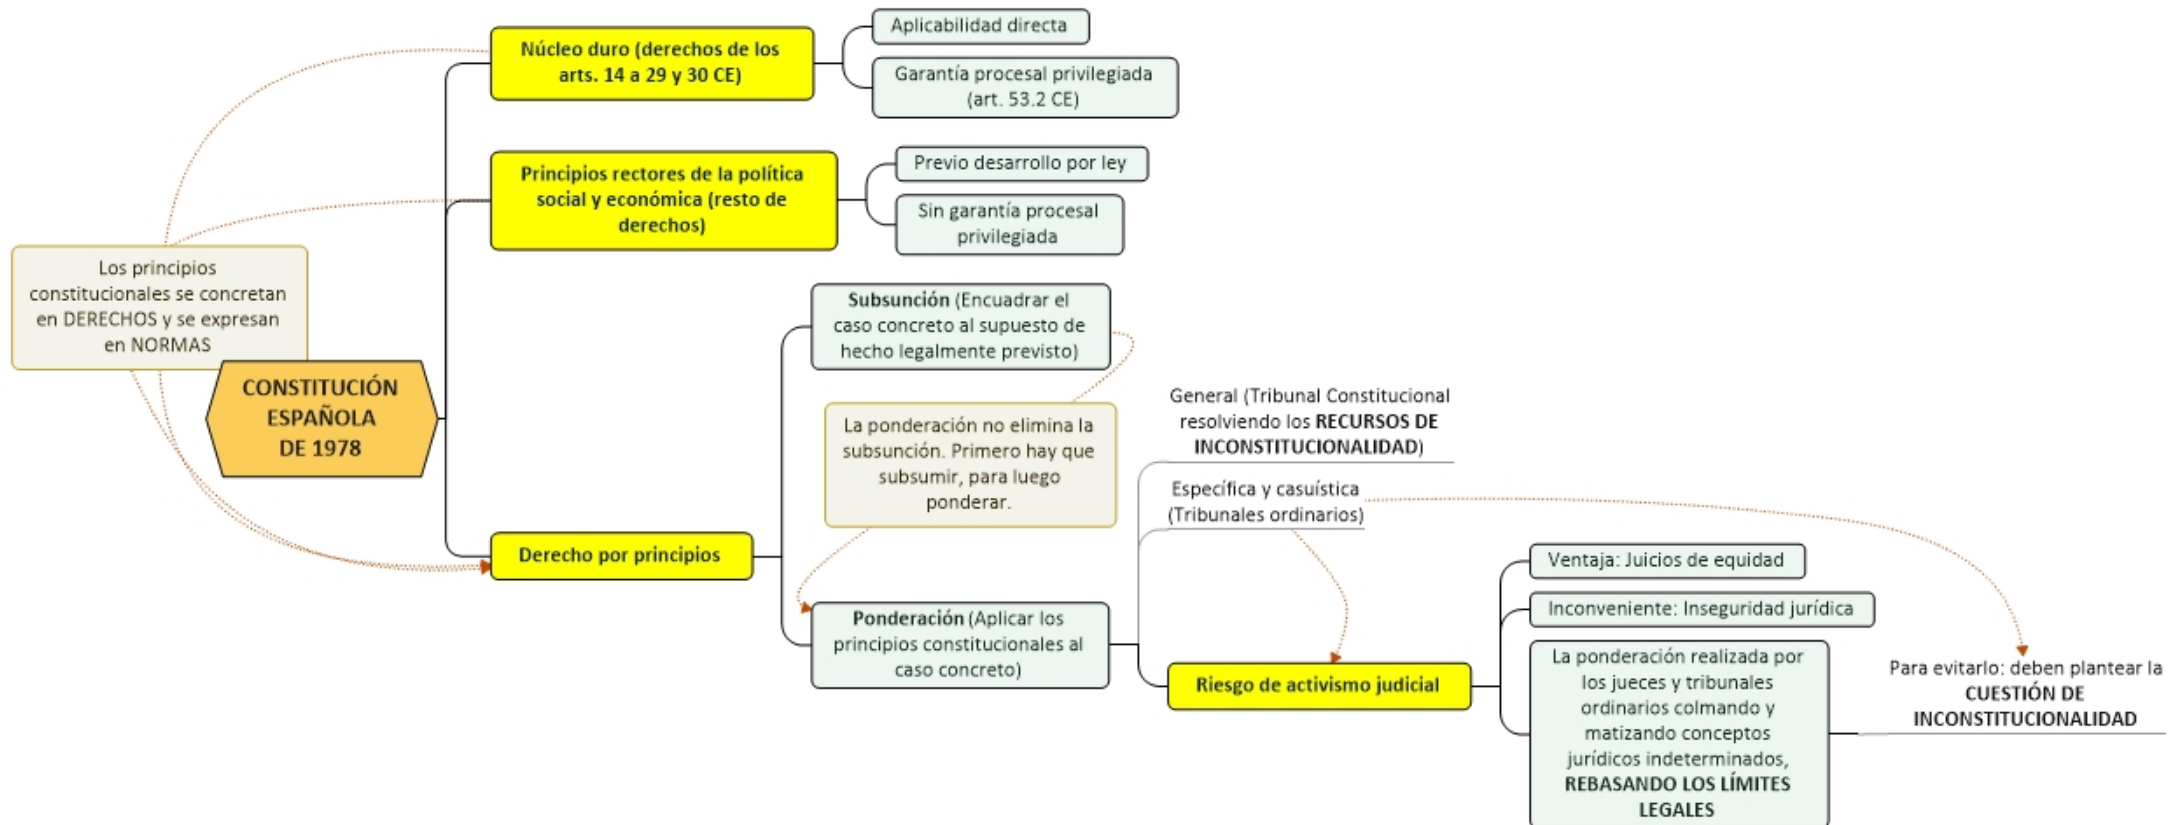 Núcleo duro (derechos de los
arts. 14 a 29 y 30 CE)
Aplicabilidad directa
Garantía procesal privilegiada
(art. 53.2 CE)
Principios rectores de la política
social y económica (resto de
derechos)
Previo desarrollo por ley
Sin garantía procesal
privilegiada
Los principios
constitucionales se concretan
en DERECHOS y se expresan
en NORMAS
CONSTITUCIÓN
ESPAÑOLA
DE 1978
Derecho por principios
Subsunción (Encuadrar el
caso concreto al supuesto de
hecho legalmente previsto)
La ponderación no elimina la
subsunción. Primero hay que
subsumir, para luego
ponderar.
Ponderación (Aplicar los
principios constitucionales al
caso concreto)
General (Tribunal Constitucional
resolviendo los RECURSOS DE
INCONSTITUCIONALIDAD)
Específica y casuística
(Tribunales ordinarios)
Riesgo de activismo judicial
Ventaja: Juicios de equidad
Inconveniente: Inseguridad jurídica
La ponderación realizada por
los jueces y tribunales
ordinarios colmando y
matizando conceptos
jurídicos indeterminados,
REBASANDO LOS LÍMITES
LEGALES
Para evitarlo: deben plantear la
CUESTIÓN DE
INCONSTITUCIONALIDAD